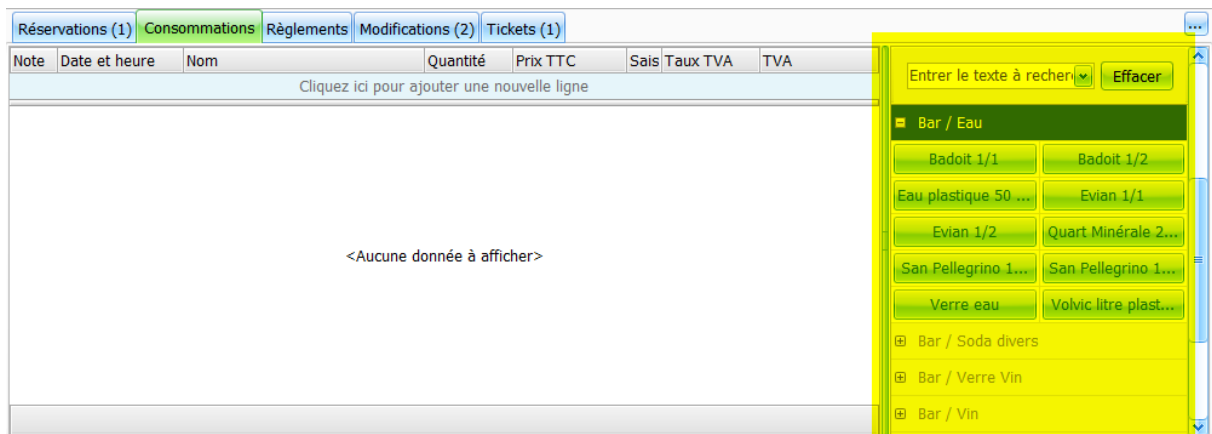 Réservations (1) Consommations Règlements Modifications (2) Tickets (1) ...
Note Date et heure Nom Quantité Prix TTC Sais Taux TVA TVA
Cliquez ici pour ajouter une nouvelle ligne
<Aucune donnée à afficher>
Entrer le texte à recher Effacer
Bar / Eau
Badoit 1/1 Badoit 1/2
Eau plastique 50 ... Evian 1/1
Evian 1/2 Quart Minérale 2...
San Pellegrino 1... San Pellegrino 1...
Verre eau Volvic litre plast...
Bar / Soda divers
Bar / Verre Vin
Bar / Vin